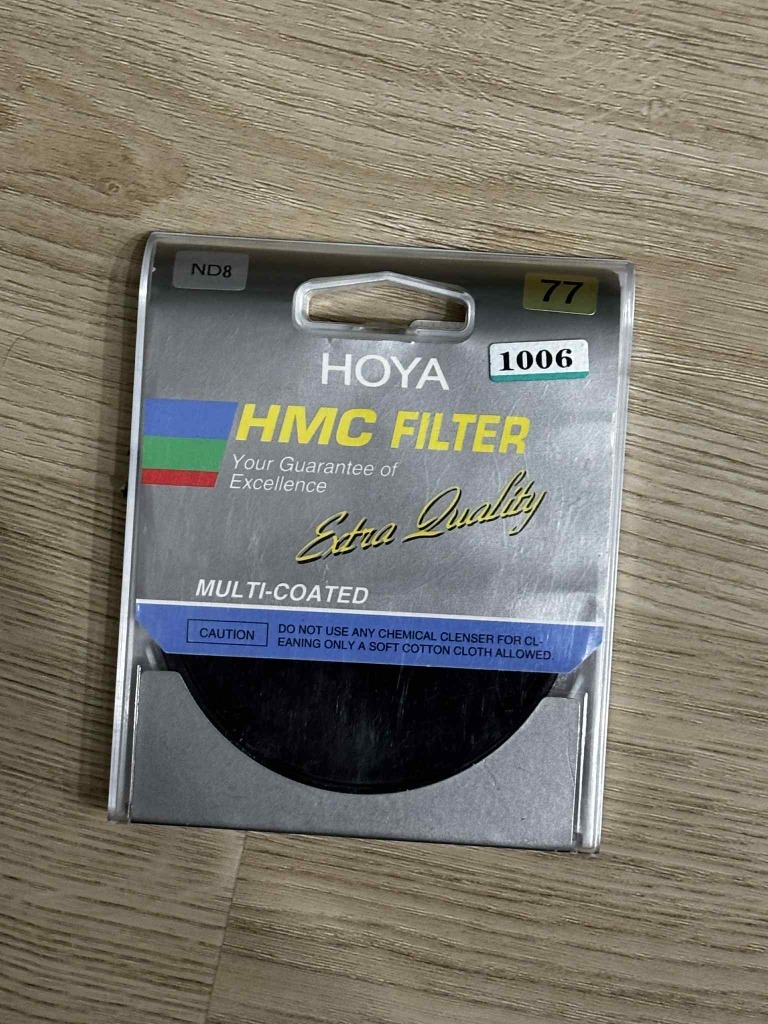 ND8
77
HOYA
1006
HMC FILTER
Your Guarantee of
Excellence
Extra Quality
MULTI-COATED
CAUTION
DO NOT USE ANY CHEMICAL CLENSER FOR CL-
EANING ONLY A SOFT COTTON CLOTH ALLOWED.